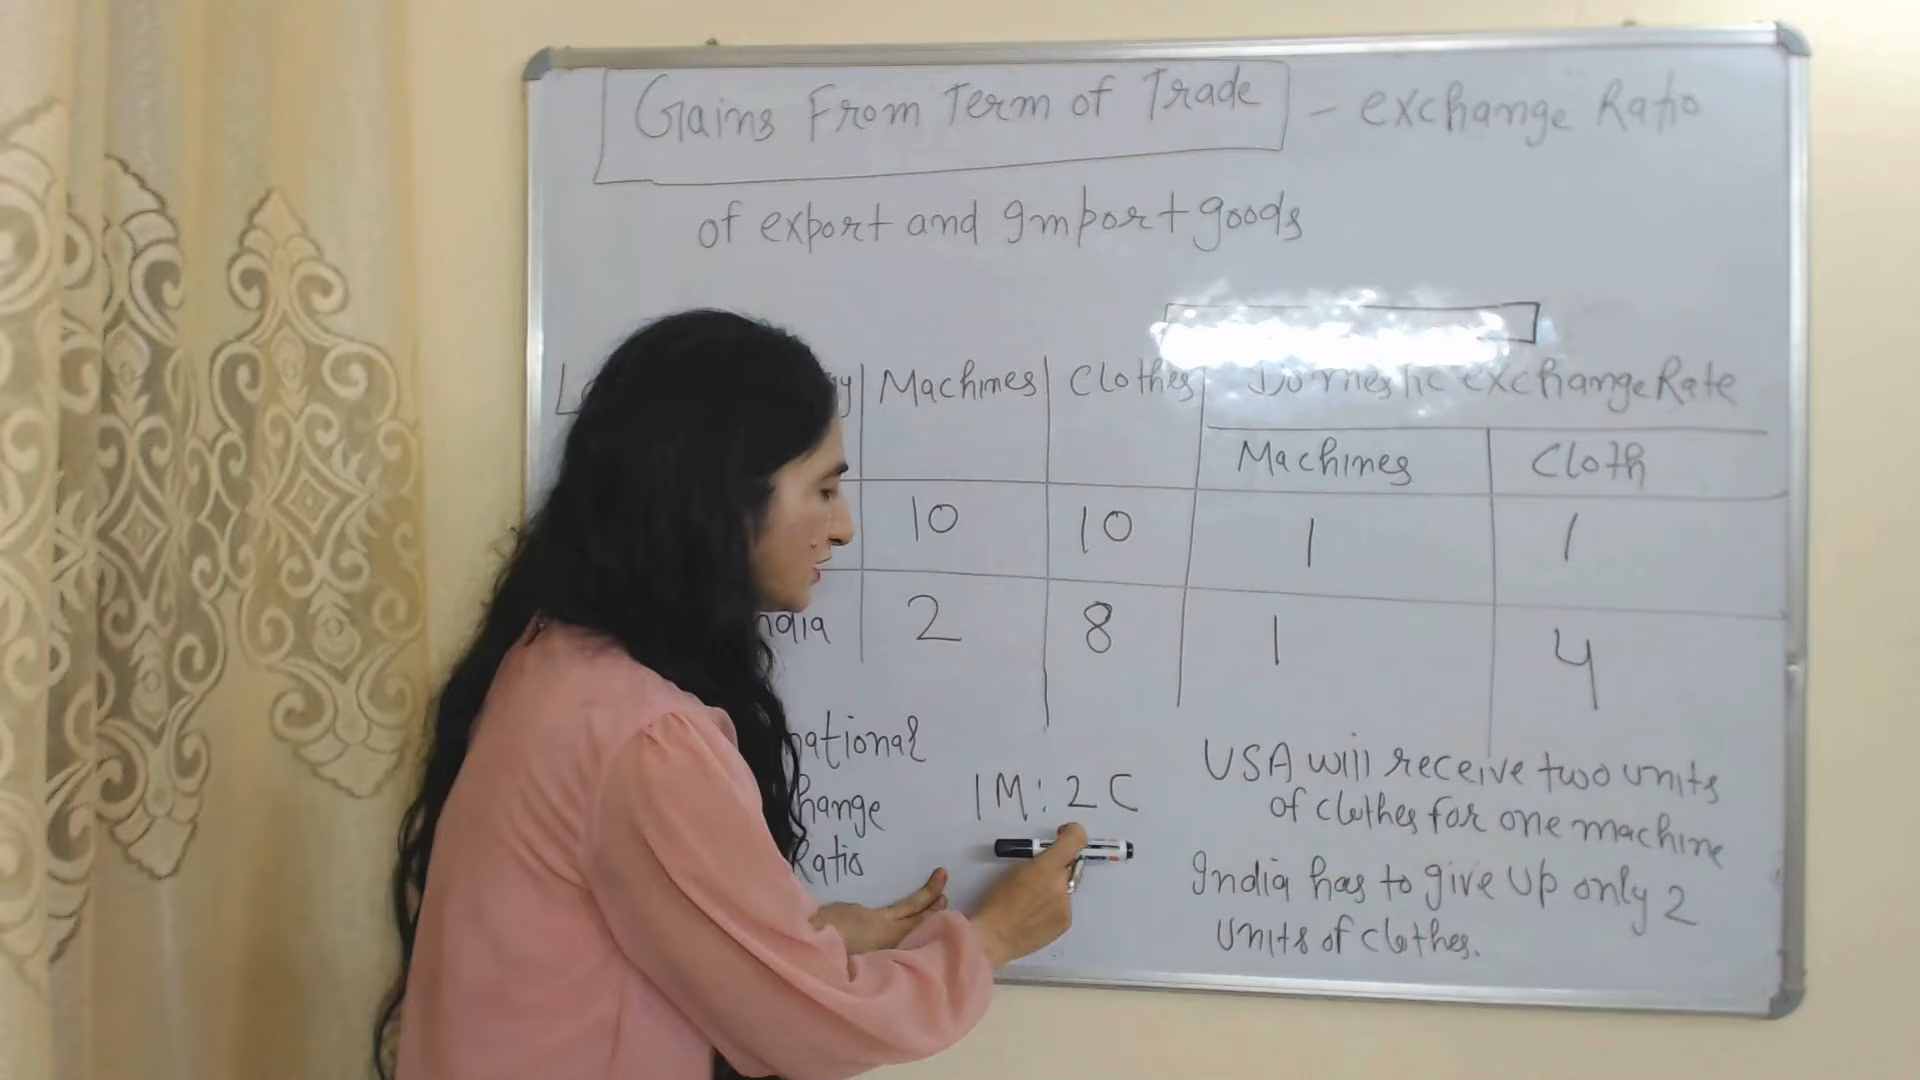 Gains From Term of Trade - exchange Ratio
of export and Import goods
Machines Clothes Domestic exchange Rate
Machines Cloth
10 10 1 1
2 8 1 4
1M: 2C
Ratio
USA will receive two units
of clothes for one machine
India has to give up only 2
units of clothes.